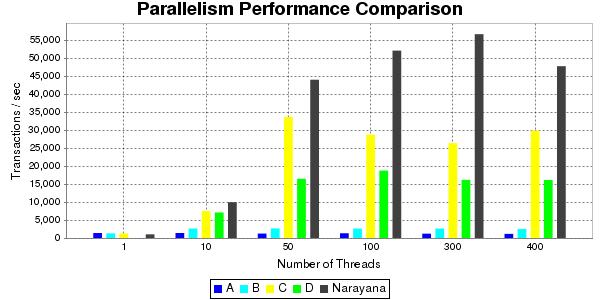 Parallelism Performance Comparison
Transactions / sec
55,000
50,000
45,000
40,000
35,000
30,000
25,000
20,000
15,000
10,000
5,000
0
1 10 50 100 300 400
Number of Threads
A B C D Narayana